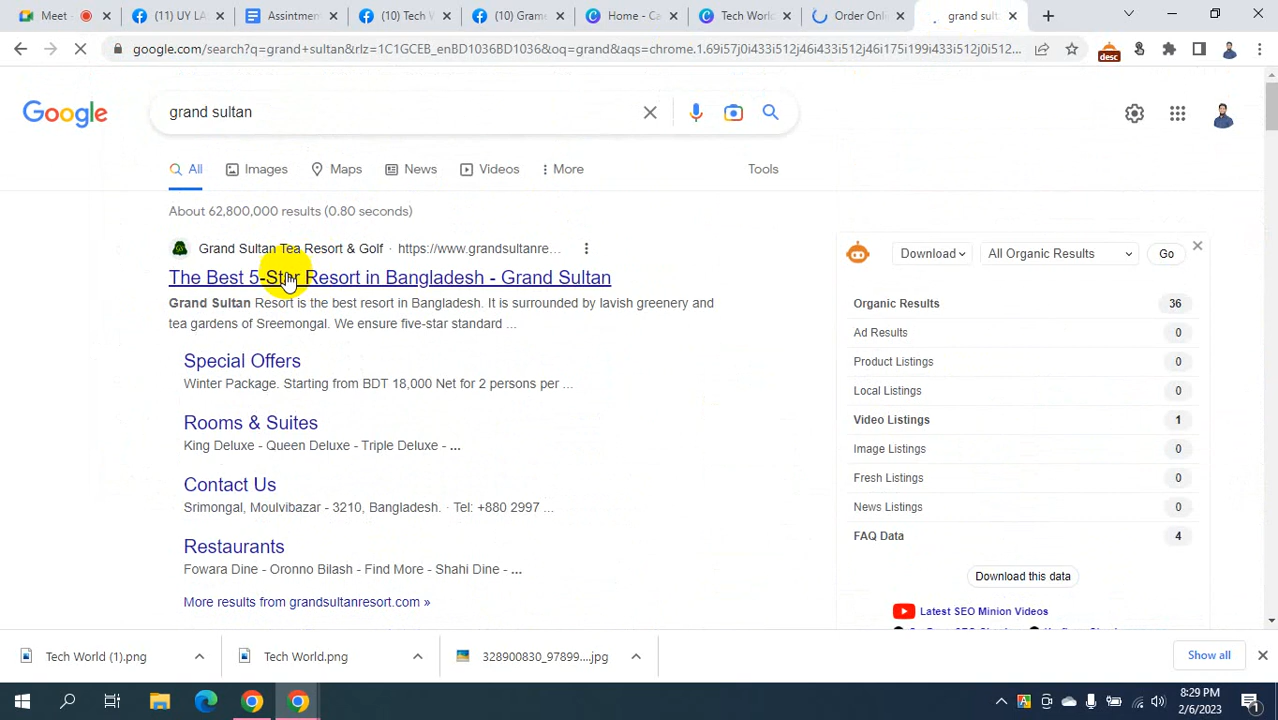 Meet -
(11) UY LA
Assintment
(10) Tech W
(10) Grams
Home - Ca
Tech World
Order Onli
grand sult
google.com/search?q=grand+sultan&rlz=1C1GCEB_enBD1036BD1036&oq=grand&aqs=chrome.1.69i57j0i433i512j46i433i512j46i175i199i433i512j0i512...
desc
Google
grand sultan
All
Images
Maps
News
Videos
More
Tools
About 62,800,000 results (0.80 seconds)
Grand Sultan Tea Resort & Golf · https://www.grandsultanre...
The Best 5-Star Resort in Bangladesh - Grand Sultan
Grand Sultan Resort is the best resort in Bangladesh. It is surrounded by lavish greenery and
tea gardens of Sreemongal. We ensure five-star standard ...
Special Offers
Winter Package. Starting from BDT 18,000 Net for 2 persons per ...
Rooms & Suites
King Deluxe - Queen Deluxe - Triple Deluxe - ...
Contact Us
Srimongal, Moulvibazar - 3210, Bangladesh. · Tel: +880 2997 ...
Restaurants
Fowara Dine - Oronno Bilash - Find More - Shahi Dine - ...
More results from grandsultanresort.com »
Download
All Organic Results
Go
Organic Results 36
Ad Results 0
Product Listings 0
Local Listings 0
Video Listings 1
Image Listings 0
Fresh Listings 0
News Listings 0
FAQ Data 4
Download this data
Latest SEO Minion Videos
Tech World (1).png
Tech World.png
328900830_97899....jpg
Show all
8:29 PM
2/6/2023
1